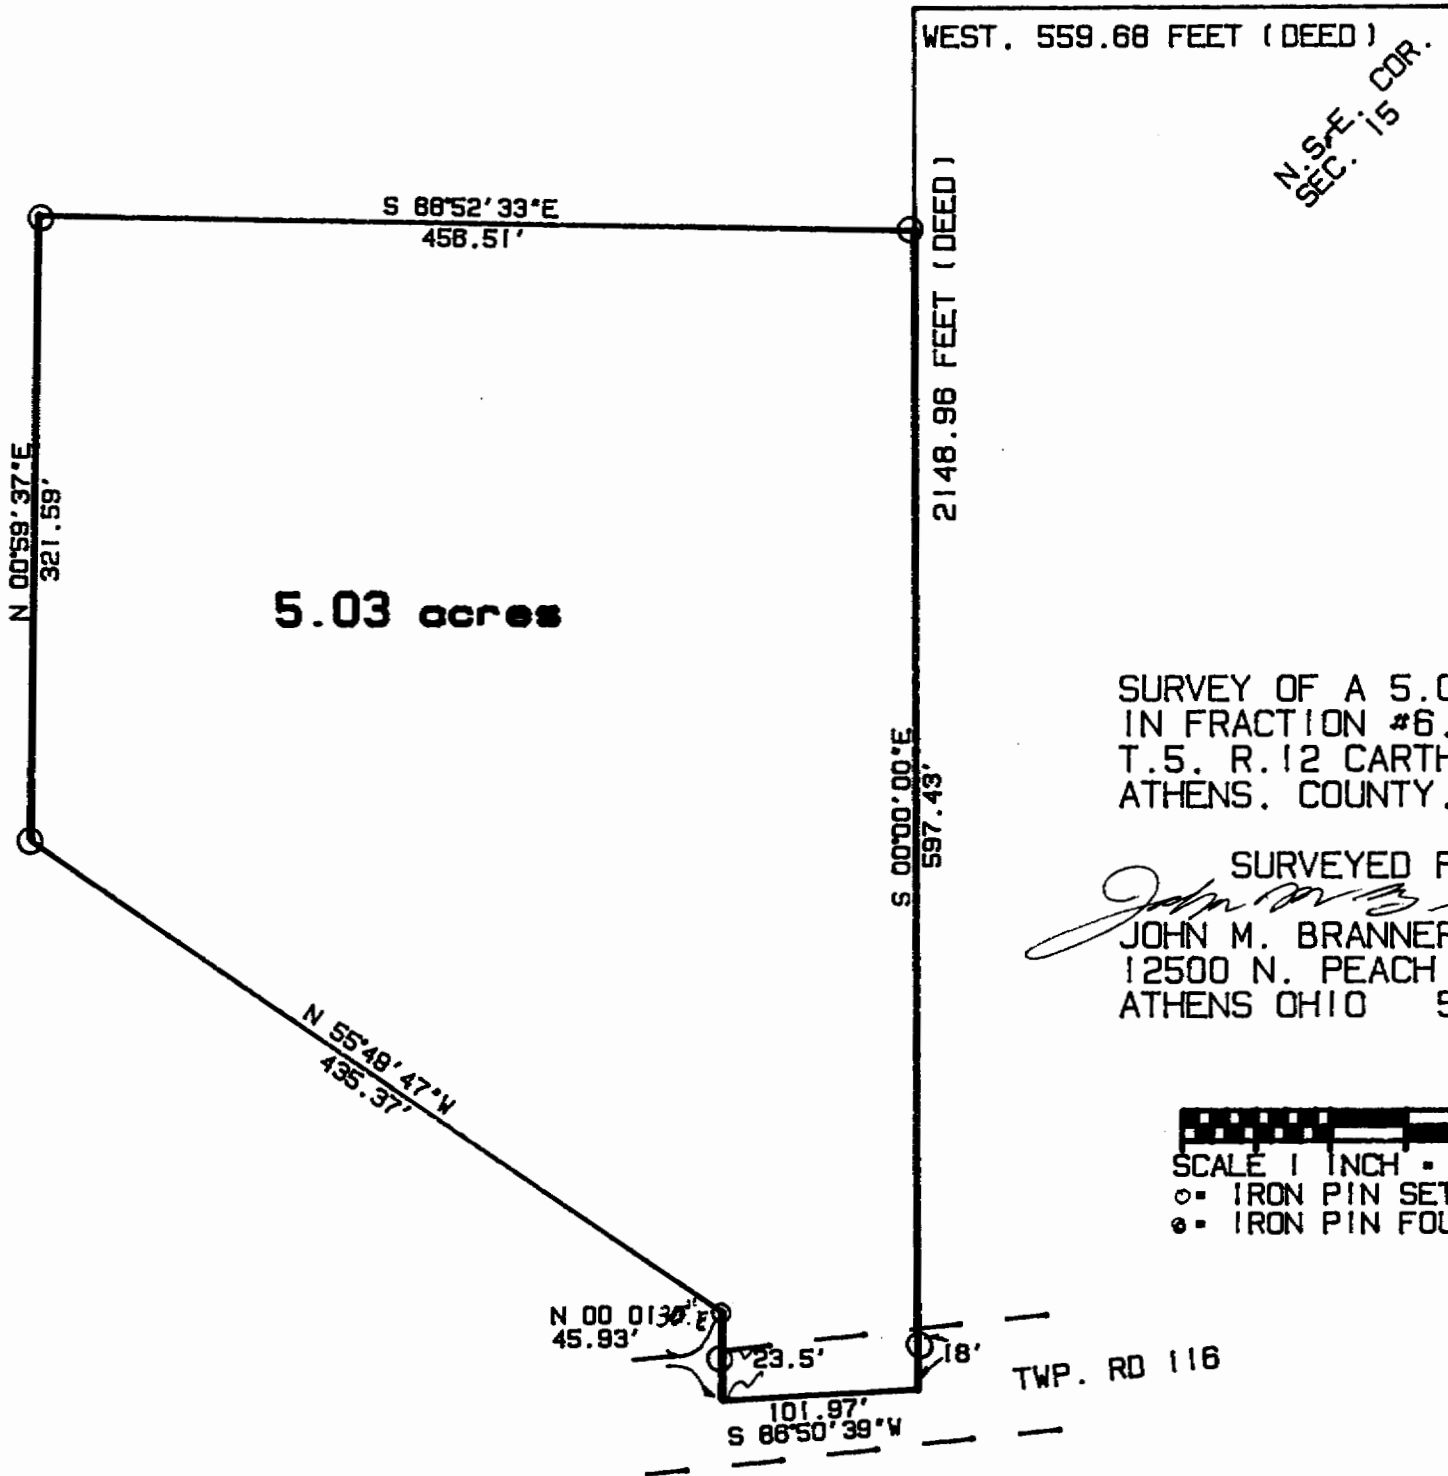 WEST. 559.68 FEET (DEED)
N.S.E. COR.
SEC. 15
S 88°52'33"E
458.51'
2148.96 FEET (DEED)
N 00°59'37"E
321.59'
5.03 acres
S 00°00'00"E
597.43'
SURVEY OF A 5.0
IN FRACTION #6.
T.5. R.12 CARTH
ATHENS. COUNTY.
SURVEYED
JOHN M. BRANNER
12500 N. PEACH
ATHENS OHIO
N 55°48'47"W
435.37'
SCALE 1 INCH =
o= IRON PIN SET
= IRON PIN FOU
N 00 01 30" E
45.93'
23.5'
18'
TWP. RD 116
101.97'
S 86°50'39"W